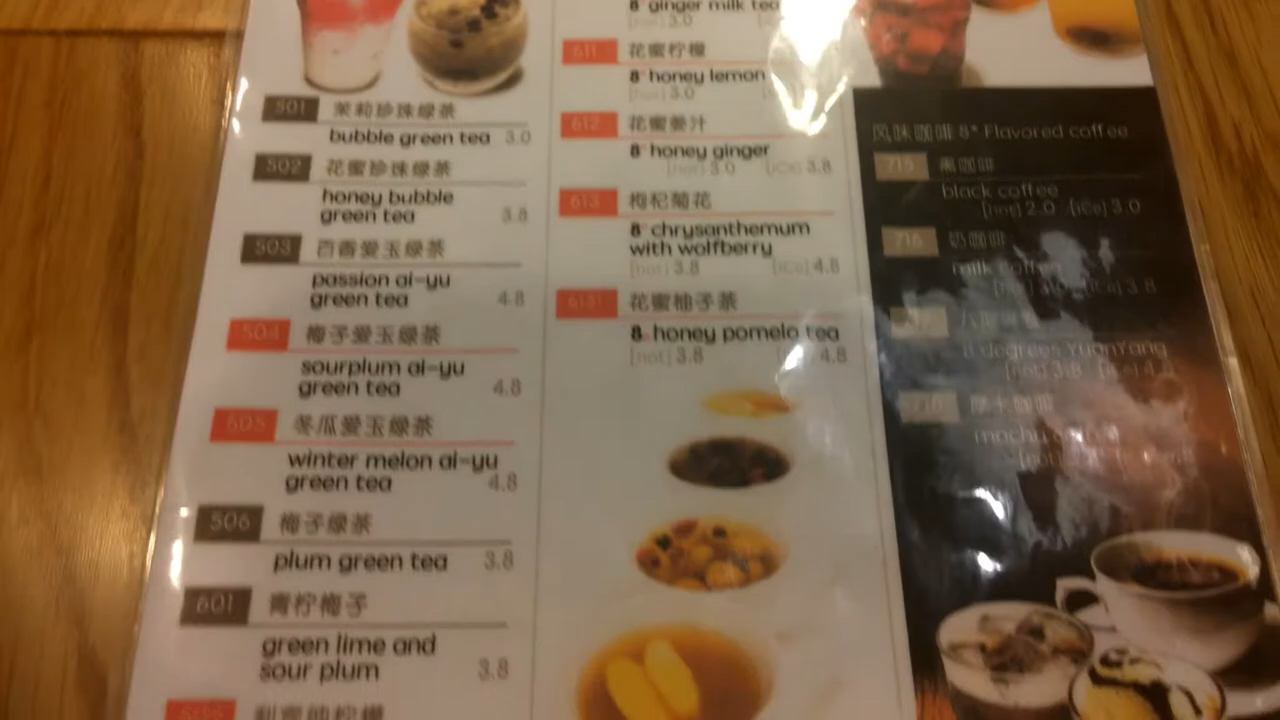 501 茉莉珍珠绿茶
bubble green tea 3.0
502 花蜜珍珠绿茶
honey bubble
green tea 3.8
503 百香爱玉绿茶
passion ai-yu
green tea 4.8
504 梅子爱玉绿茶
sourplum ai-yu
green tea 4.8
505 冬瓜爱玉绿茶
winter melon ai-yu
green tea 4.8
506 梅子绿茶
plum green tea 3.8
601 青柠梅子
green lime and
sour plum 3.8
8° ginger milk tea
[hot] 3.0
611 花蜜柠檬
8° honey lemon
[hot] 3.0
612 花蜜姜汁
8° honey ginger
[hot] 3.0 [ice] 3.8
613 枸杞菊花
8° chrysanthemum
with wolfberry
[hot] 3.8 [ice] 4.8
花蜜柚子茶
8° honey pomelo tea
[hot] 3.8 4.8
风味咖啡 8° Flavored coffee
715 黑咖啡
black coffee
[hot] 2.0 [ice] 3.0
716 奶咖啡
milk coffee
[ice] 3.8
8 degrees YuanYang
[hot] 3.8 [ice]
摩卡咖啡